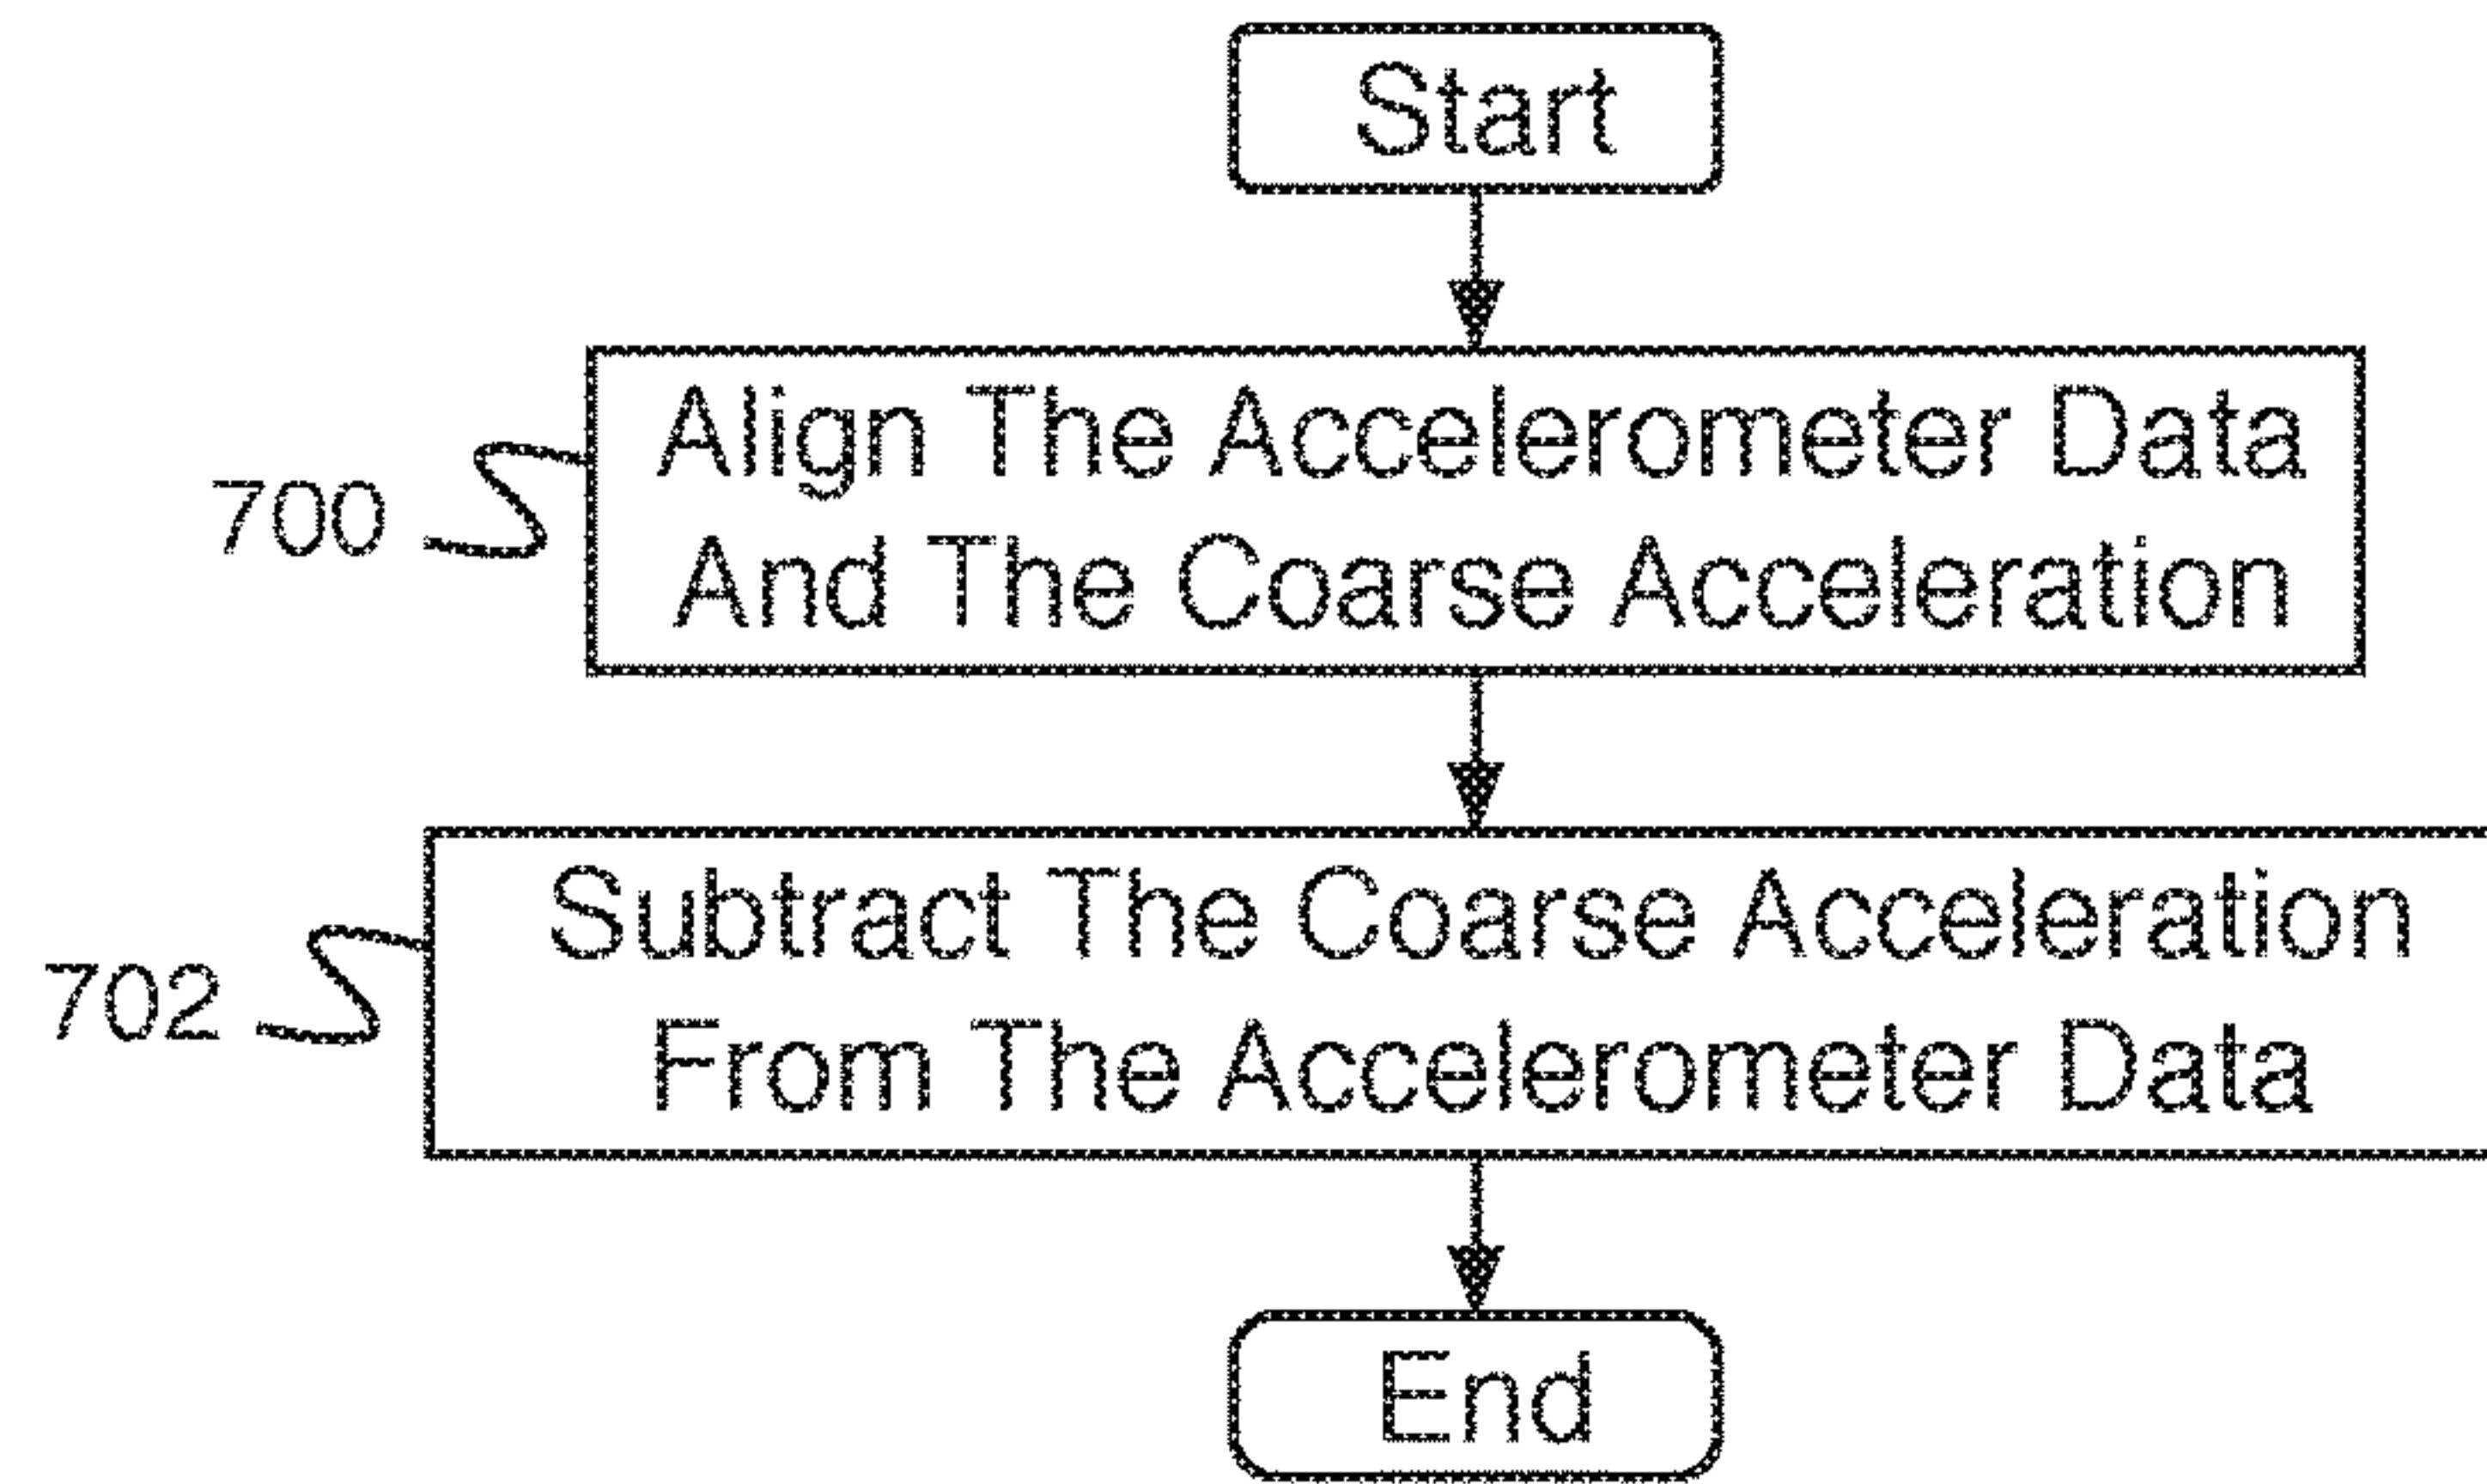 Start
Align The Accelerometer Data
And The Coarse Acceleration
700
Subtract The Coarse Acceleration
From The Accelerometer Data
702
End